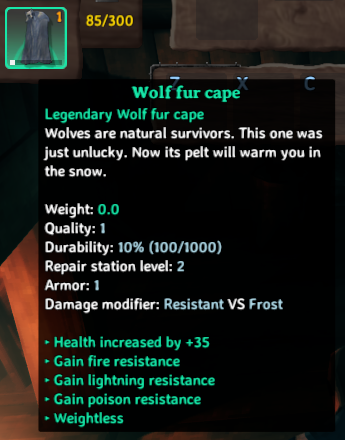 1
85/300
Z X C
Wolf fur cape
Legendary Wolf fur cape
Wolves are natural survivors. This one was
just unlucky. Now its pelt will warm you in
the snow.
Weight: 0.0
Quality: 1
Durability: 10% (100/1000)
Repair station level: 2
Armor: 1
Damage modifier: Resistant VS Frost
‣ Health increased by +35
‣ Gain fire resistance
‣ Gain lightning resistance
‣ Gain poison resistance
‣ Weightless